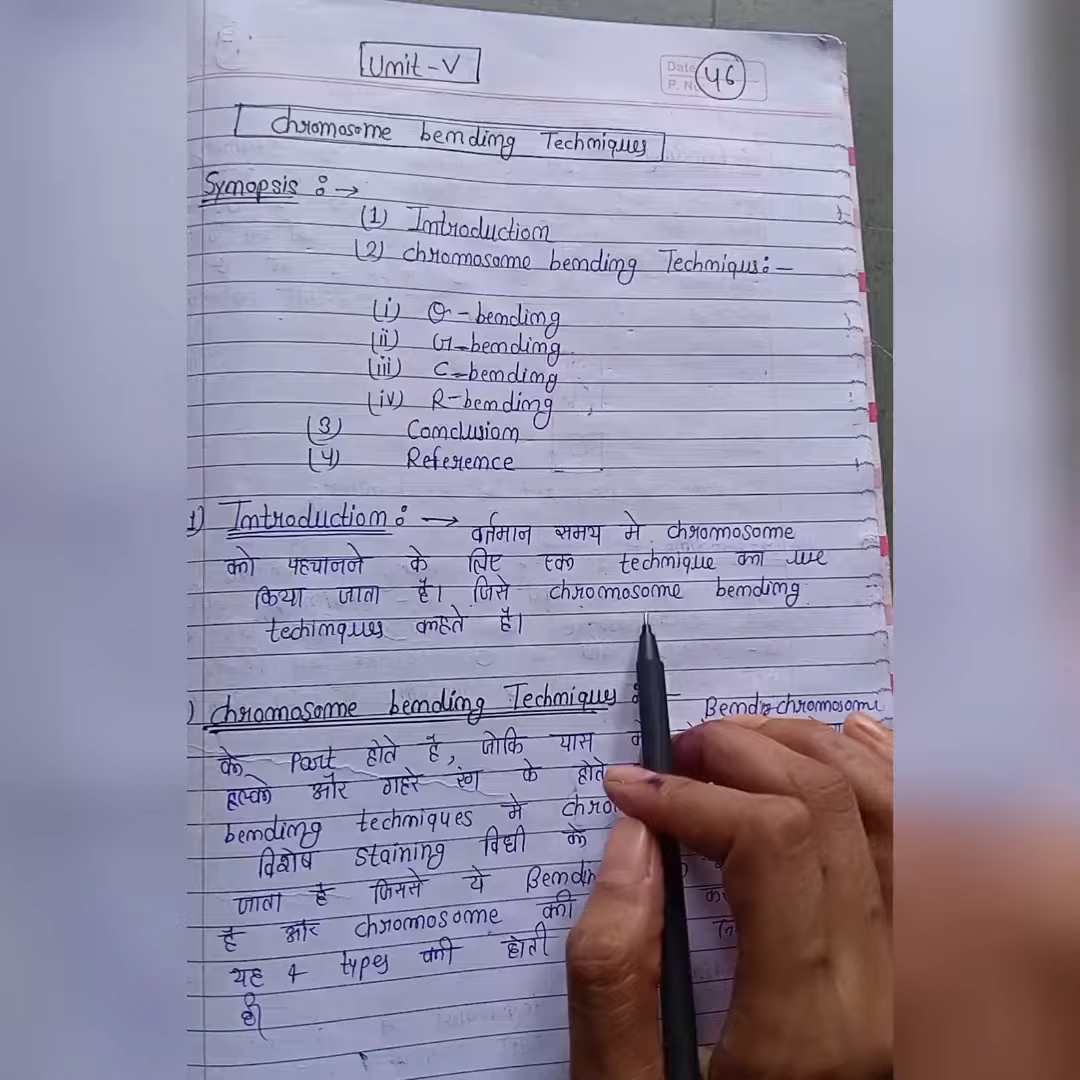 Unit-V
Date
P. No
46
Chromosome bending Techniques
Synopsis :→
(1) Introduction
(2) chromosome bending Techniqus:-
(i) Q-bending
(ii) G-bending
(iii) C-bending
(iv) R-bending
(3) Conclusion
(4) Reference
1) Introduction: → वर्तमान समय मे chromosome
को पहचानने के लिए एक technique का use
किया जाता है। जिसे chromosome bending
techinques कहते है।
) chromosome bending Techniques :- chromosome
के Part होते है, जोकि पास
हल्के और गहरे रंग के होते
bending techniques मे
विशेष staining विधी के
जाता है जिससे ये
है और chromosome की
यह 4 types की होती
है